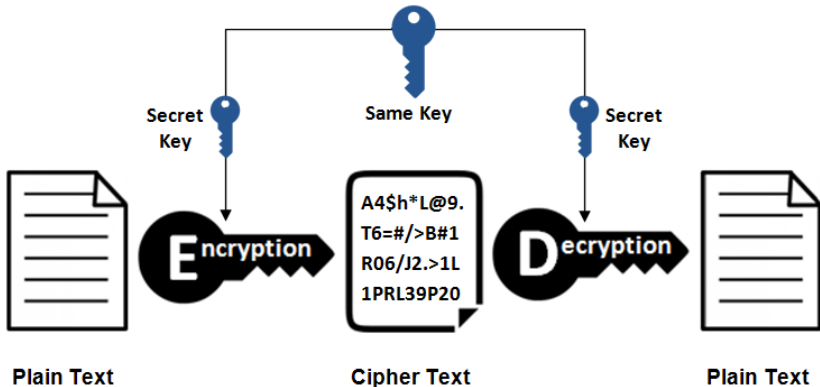 Secret
Key
Same Key
Secret
Key
Encryption
A4$h*L@9.
T6=#/>B#1
R06/J2.>1L
1PRL39P20
Decryption
Plain Text
Cipher Text
Plain Text